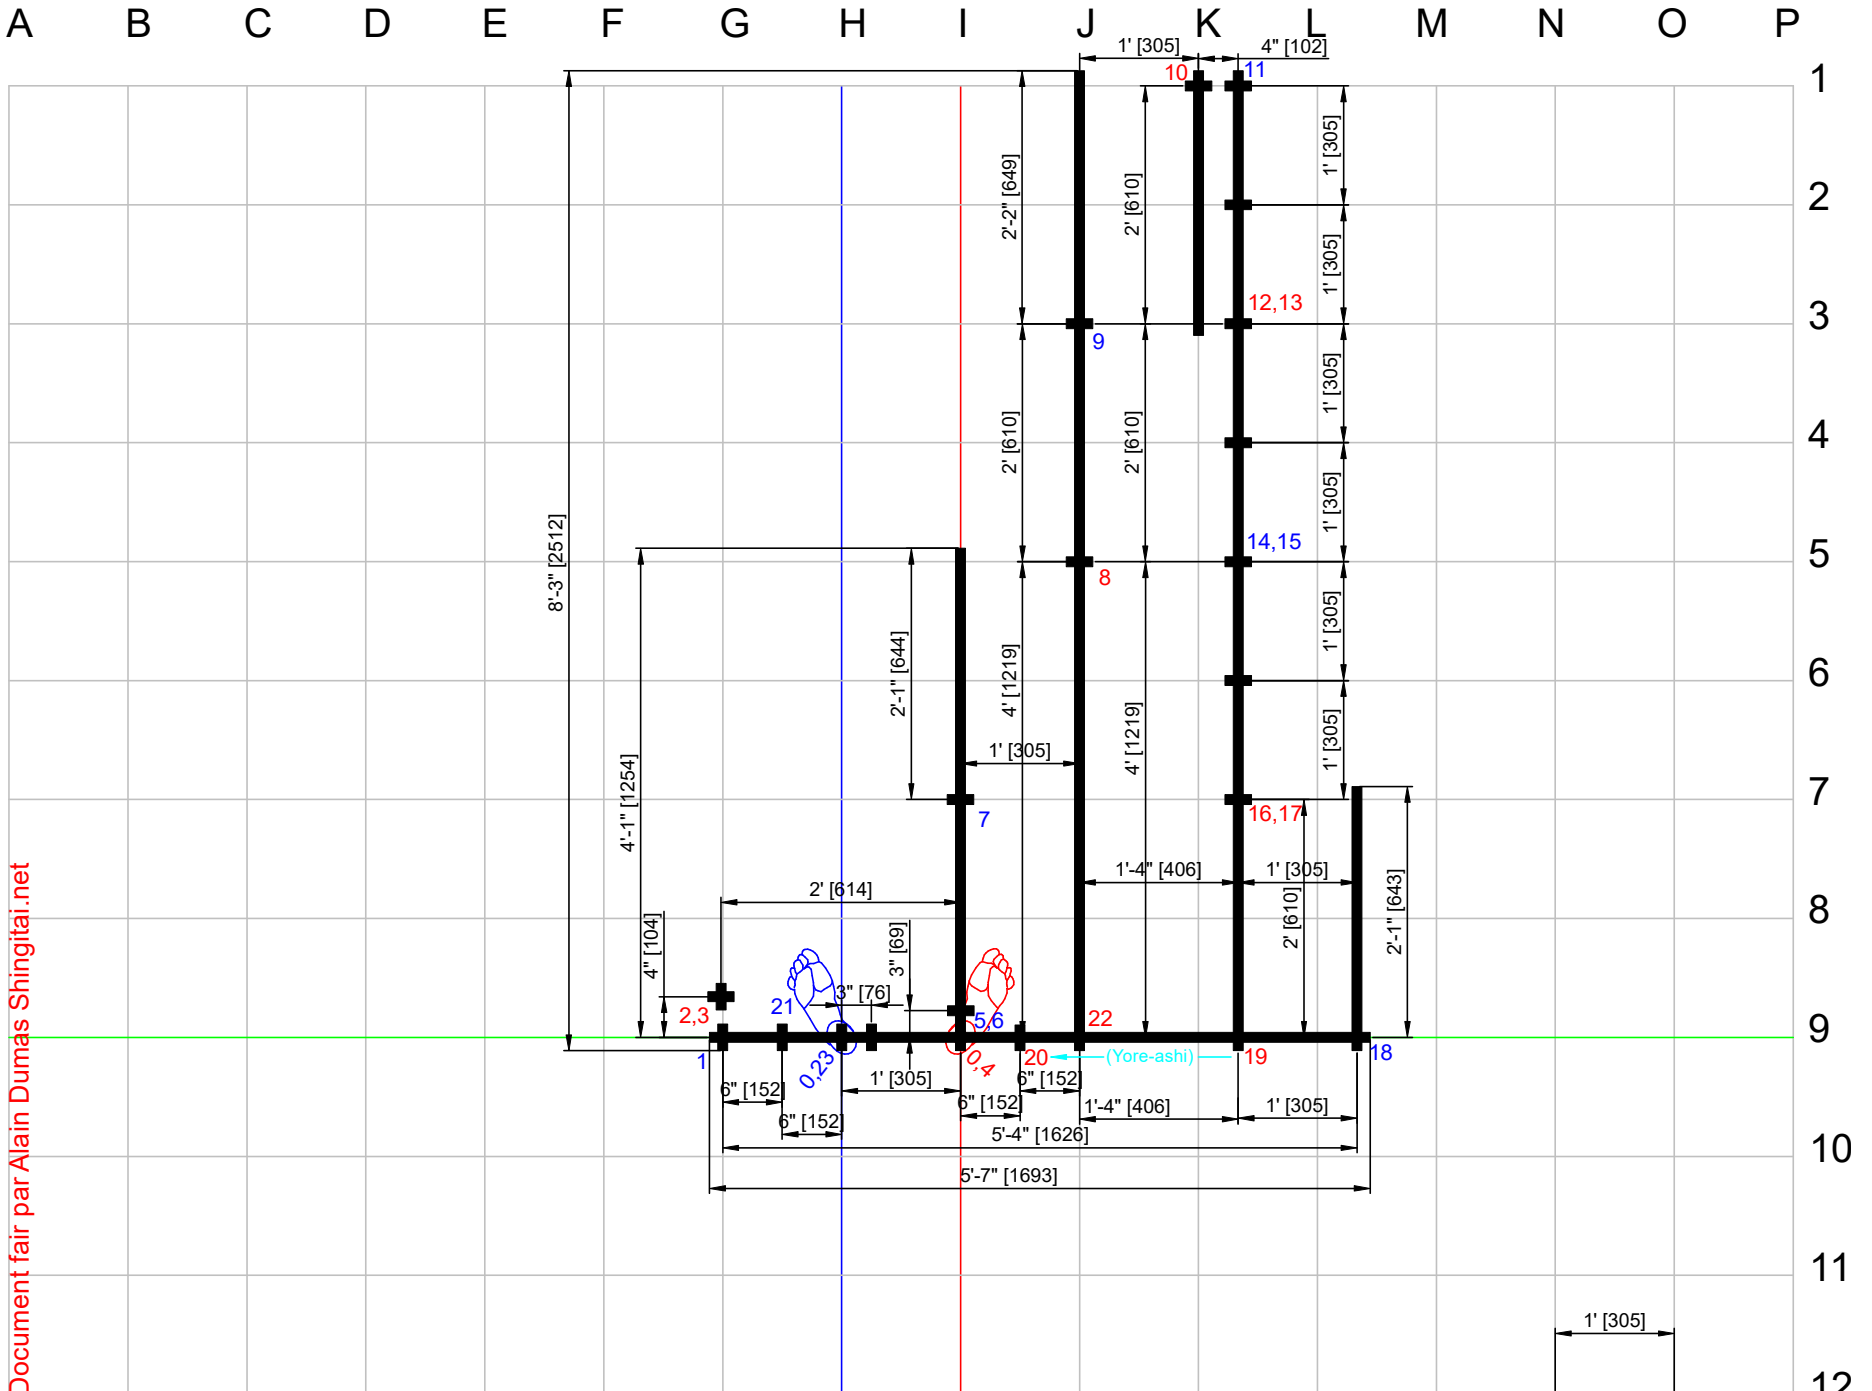 A B C D E F G H I J K L M N O P
1' [305] 4" [102]
10 11 1
1' [305]
2'-2" [649] 2' [610]
2
1' [305]
12,13
3
9
1' [305]
2' [610] 2' [610]
4
1' [305]
8'-3" [2512]
14,15
5
8
1' [305]
2'-1" [644] 4' [1219]
6
4' [1219] 1' [305]
1' [305]
4'-1" [1254]
7
7 16,17
1'-4" [406] 1' [305]
2' [614]
2' [610] 2'-1" [643]
8
4" [104] 3" [69]
3" [76]
2,3 21 5,6 22
9
1 0,23 0,4 20 (Yore-ashi) 19 18
6" [152] 1' [305] 6" [152] 6" [152]
6" [152] 1'-4" [406] 1' [305]
5'-4" [1626]
10
5'-7" [1693]
11
1' [305]
12
Document fair par Alain Dumas Shingitai.net